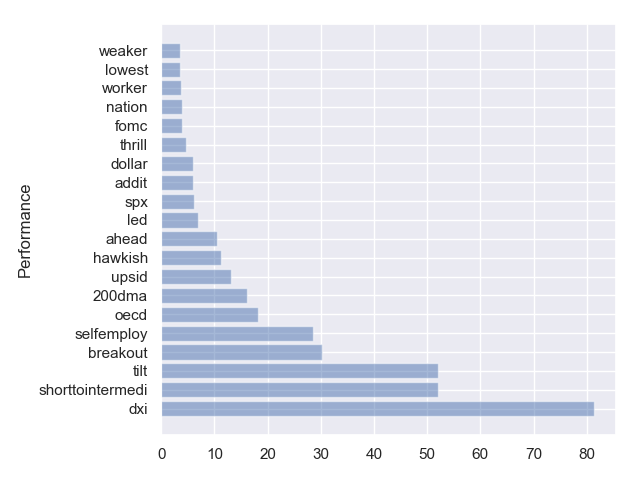 weaker
lowest
worker
nation
fomc
thrill
dollar
addit
spx
led
ahead
hawkish
upsid
200dma
oecd
selfemploy
breakout
tilt
shorttointermedi
dxi
Performance
0 10 20 30 40 50 60 70 80